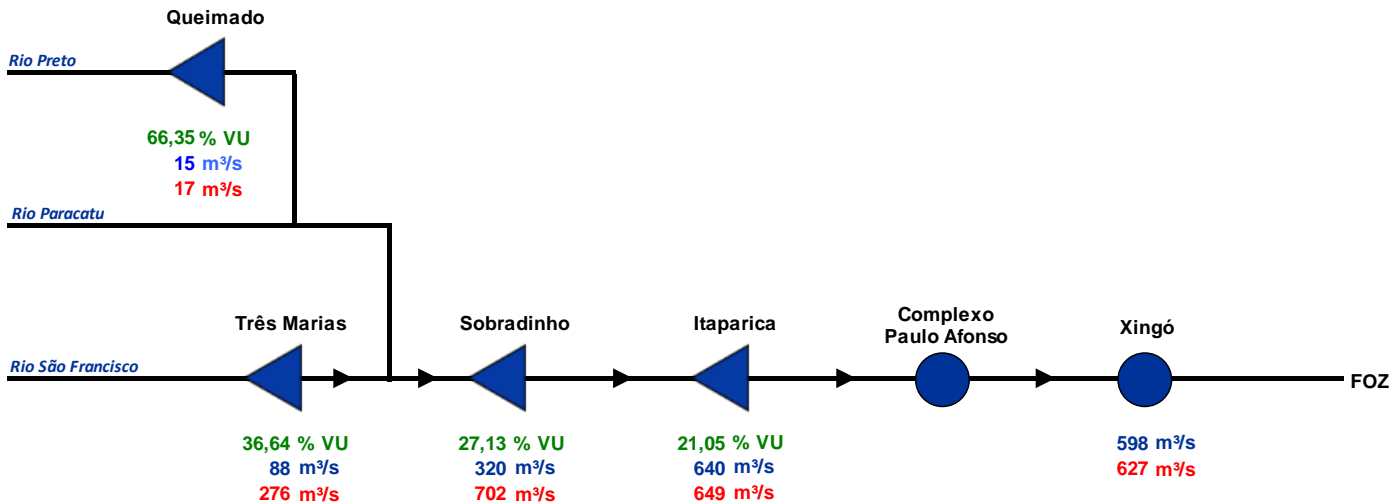 Queimado
Rio Preto
66,35 % VU
15 m³/s
17 m³/s
Rio Paracatu
Três Marias
Sobradinho
Itaparica
Complexo
Paulo Afonso
Xingó
Rio São Francisco
FOZ
36,64 % VU
88 m³/s
276 m³/s
27,13 % VU
320 m³/s
702 m³/s
21,05 % VU
640 m³/s
649 m³/s
598 m³/s
627 m³/s